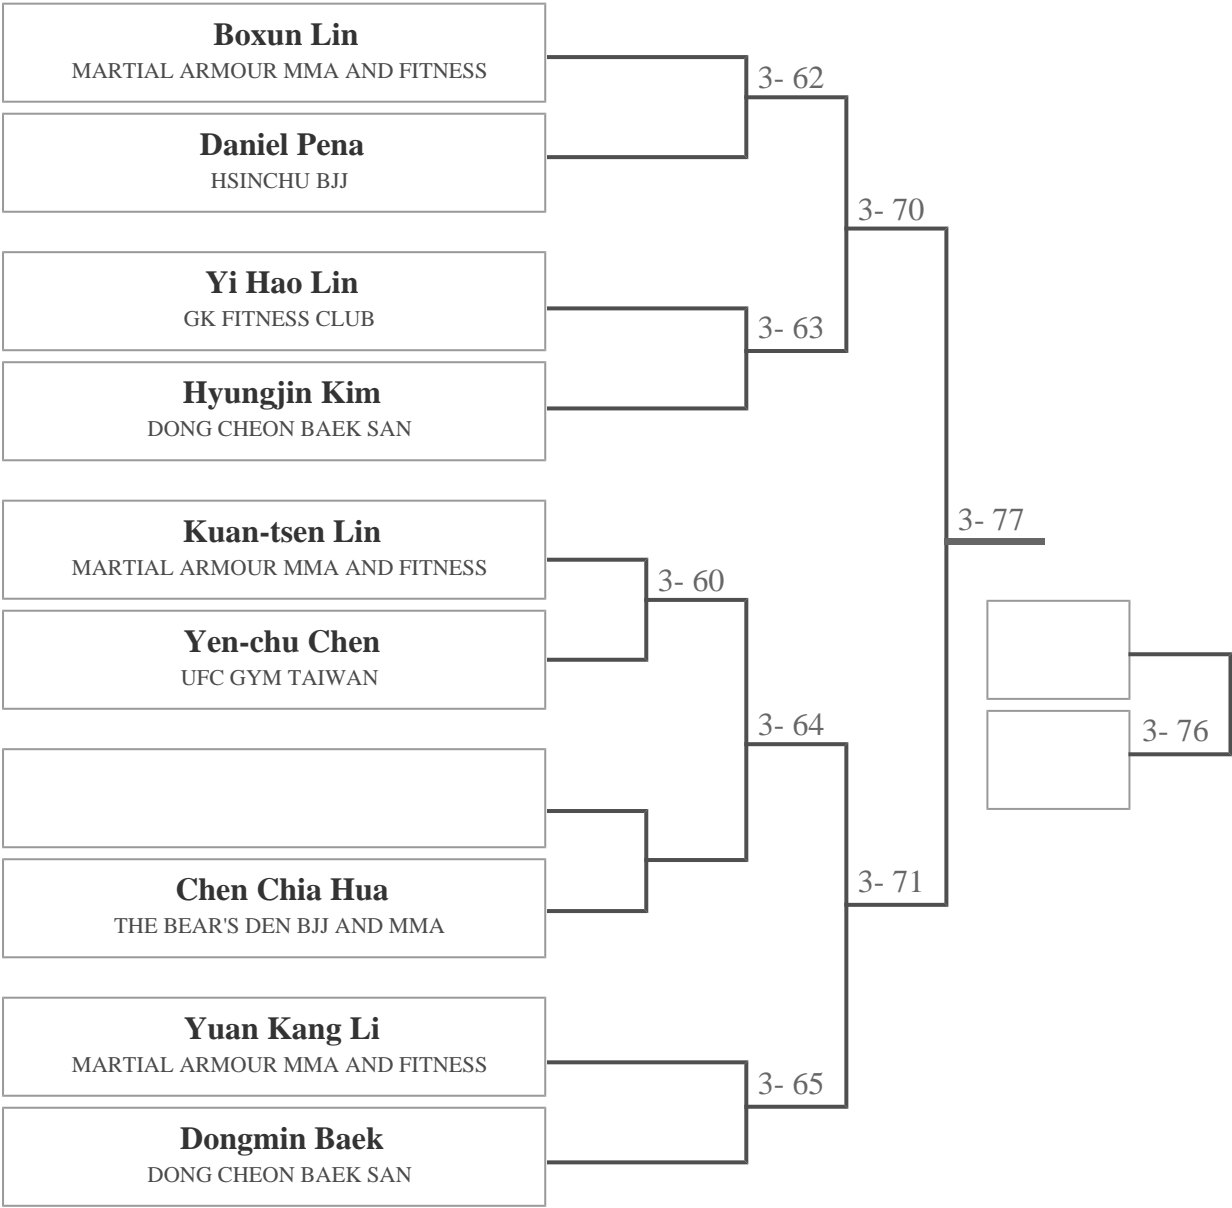 Boxun Lin
MARTIAL ARMOUR MMA AND FITNESS
3- 62
Daniel Pena
HSINCHU BJJ
3- 70
Yi Hao Lin
GK FITNESS CLUB
3- 63
Hyungjin Kim
DONG CHEON BAEK SAN
3- 77
Kuan-tsen Lin
MARTIAL ARMOUR MMA AND FITNESS
3- 60
Yen-chu Chen
UFC GYM TAIWAN
3- 64
3- 76
Chen Chia Hua
THE BEAR'S DEN BJJ AND MMA
3- 71
Yuan Kang Li
MARTIAL ARMOUR MMA AND FITNESS
3- 65
Dongmin Baek
DONG CHEON BAEK SAN